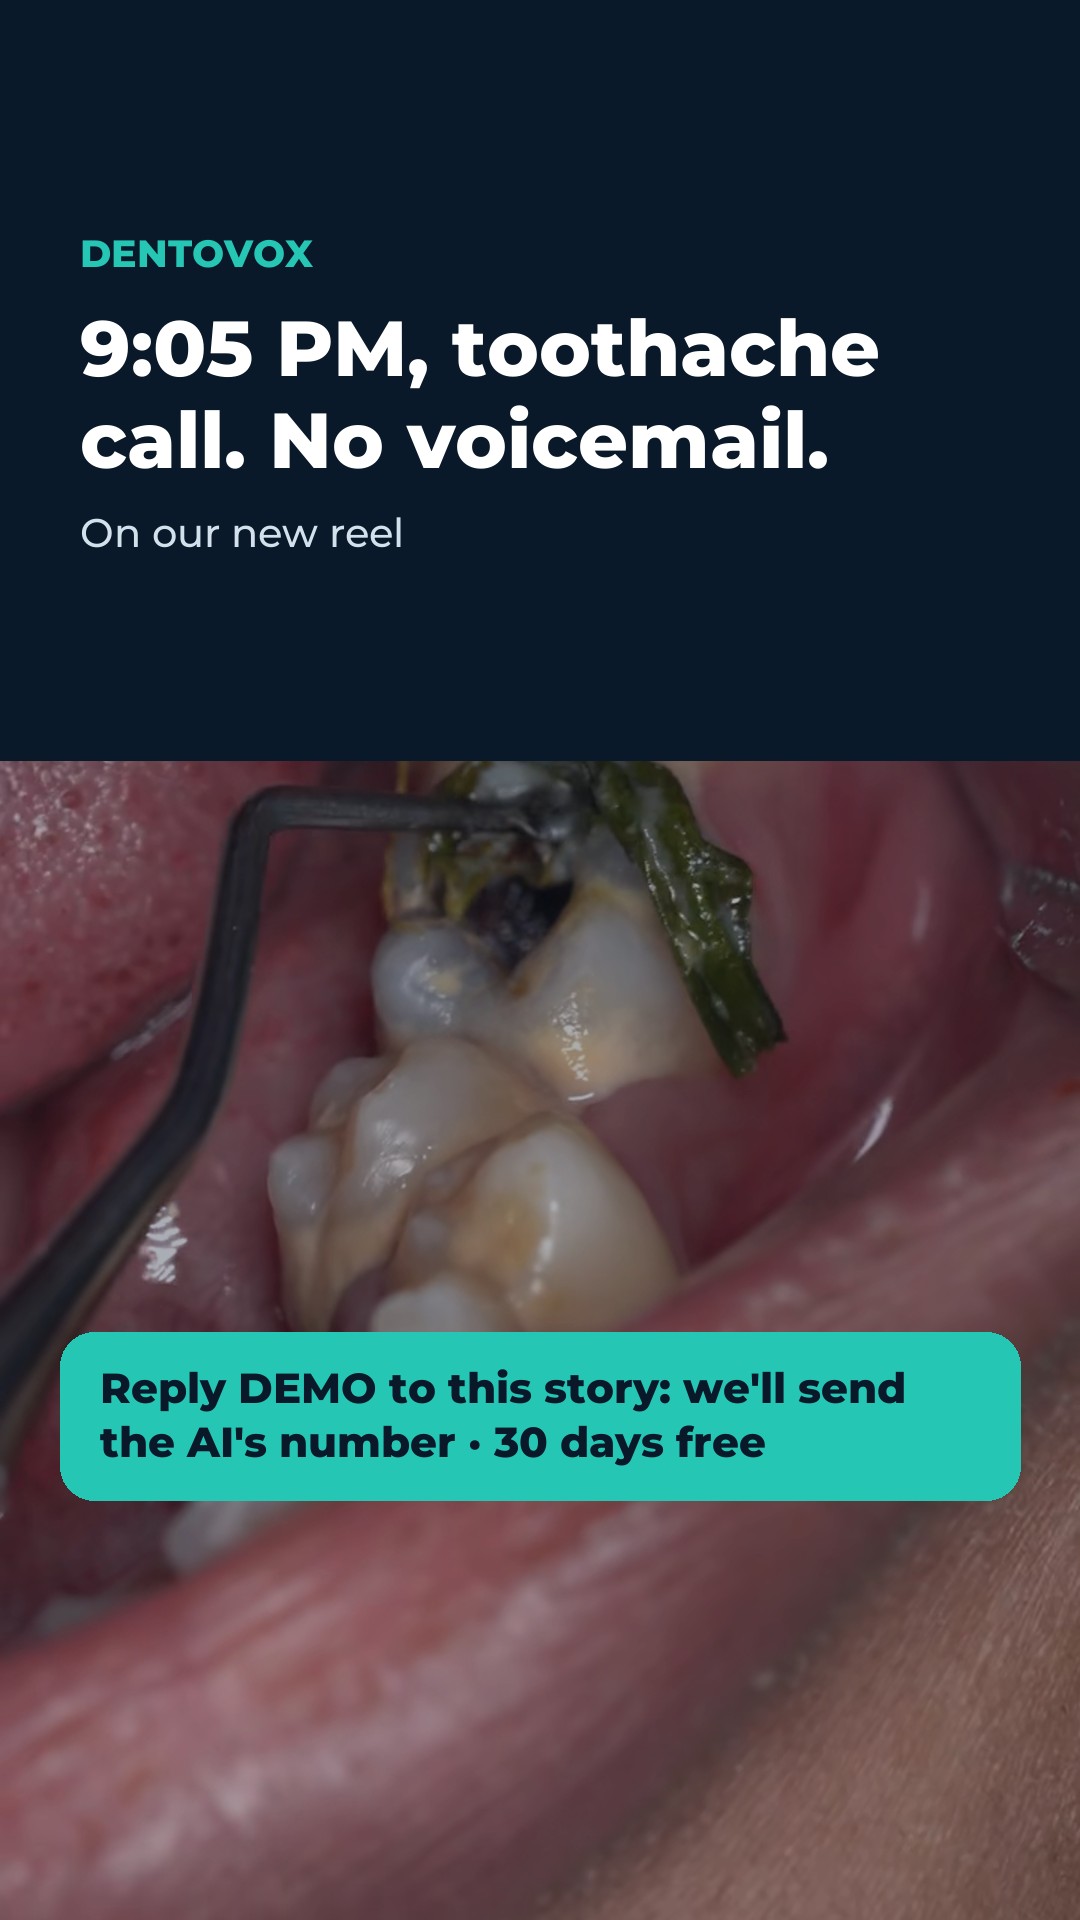 DENTOVOX
9:05 PM, toothache
call. No voicemail.
On our new reel
Reply DEMO to this story: we'll send
the AI's number • 30 days free